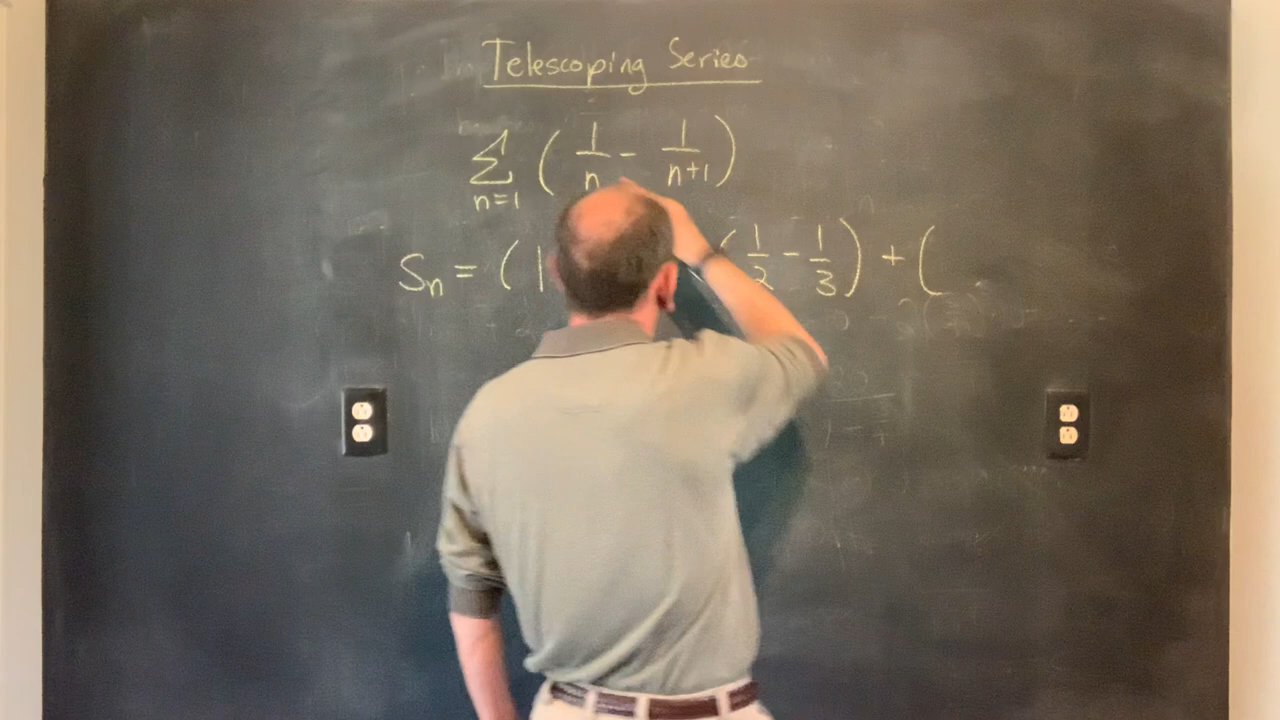 Telescoping Series
∑ n=1 ( 1/n - 1/n+1 )
Sn = ( 1 ( 1/2 - 1/3 ) + (